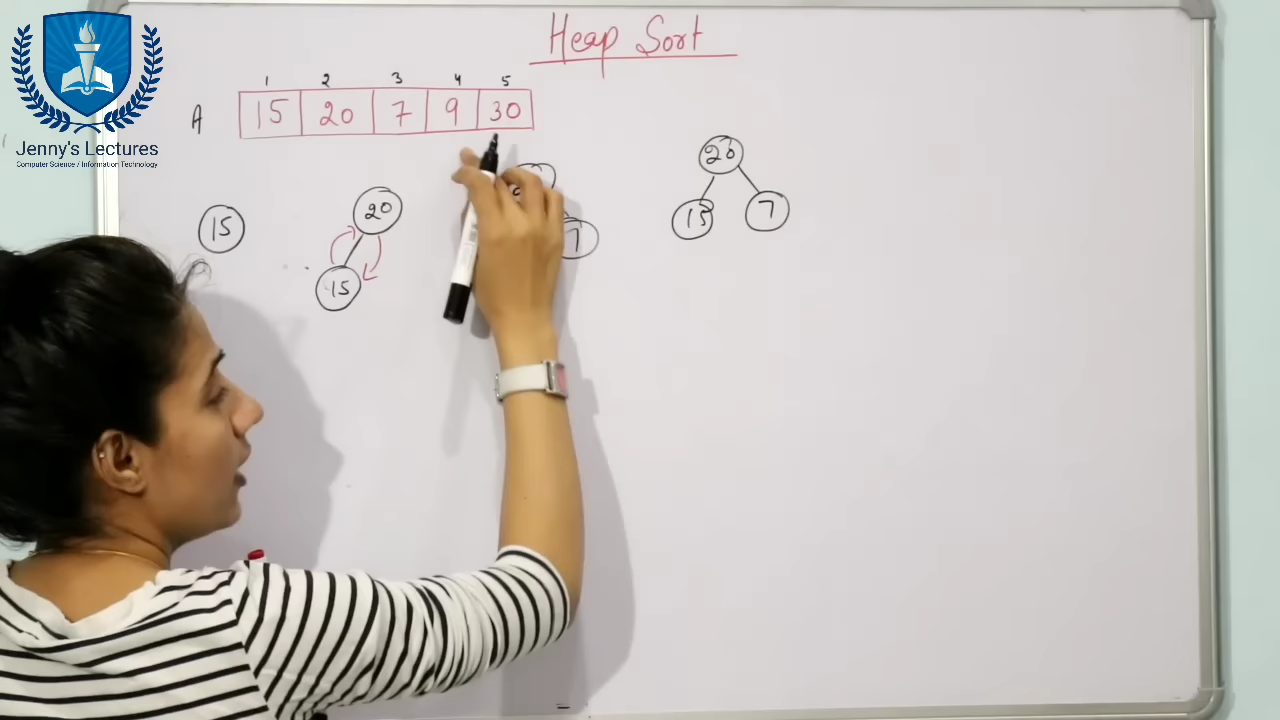 Heap Sort
1 2 3 4 5
A 15 20 7 9 30
Jenny's Lectures
Computer Science / Information Technology
20
15 7
20
15
7
15